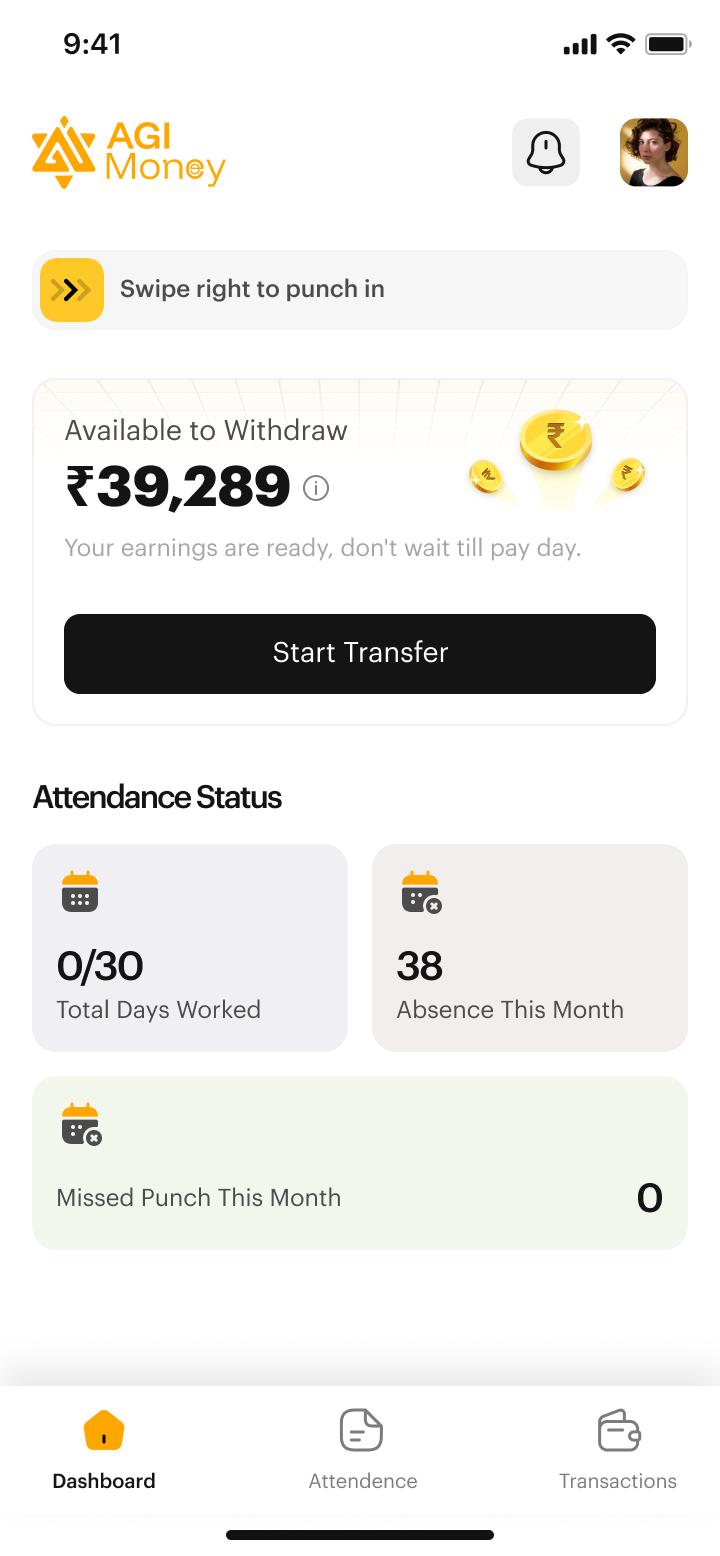 9:41
AGI
Money
Swipe right to punch in
Available to Withdraw
₹39,289
Your earnings are ready, don't wait till pay day.
Start Transfer
Attendance Status
0/30
Total Days Worked
38
Absence This Month
Missed Punch This Month
0
Dashboard
Attendence
Transactions